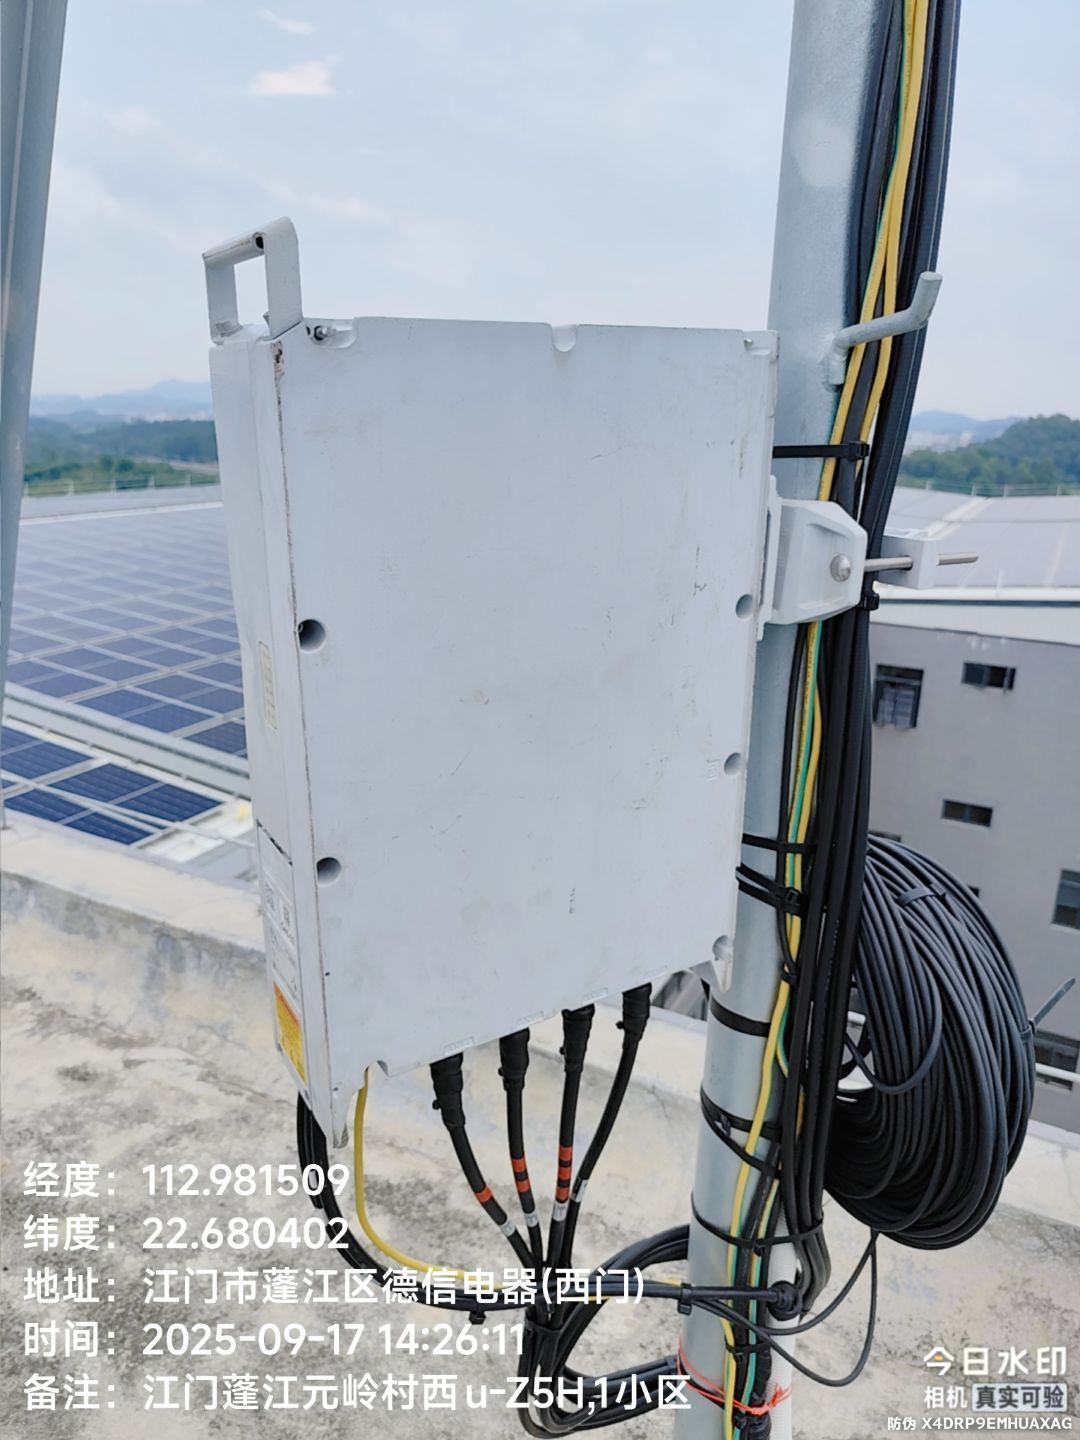 经度：112.981509
纬度：22.680402
地址：江门市蓬江区德信电器(西门)
时间：2025-09-17 14:26:11
备注：江门蓬江元岭村西u-Z5H,1小区
今日水印
相机 真实可验
防伪 X4DRP9EMHUAXAG